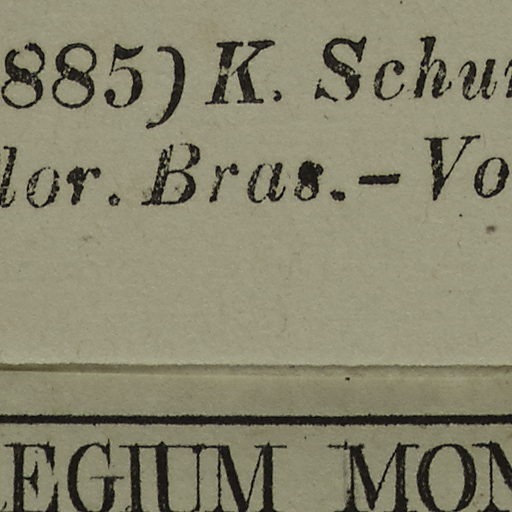 885) K. Schu
lor. Bras.— Vo
EGIUM MON